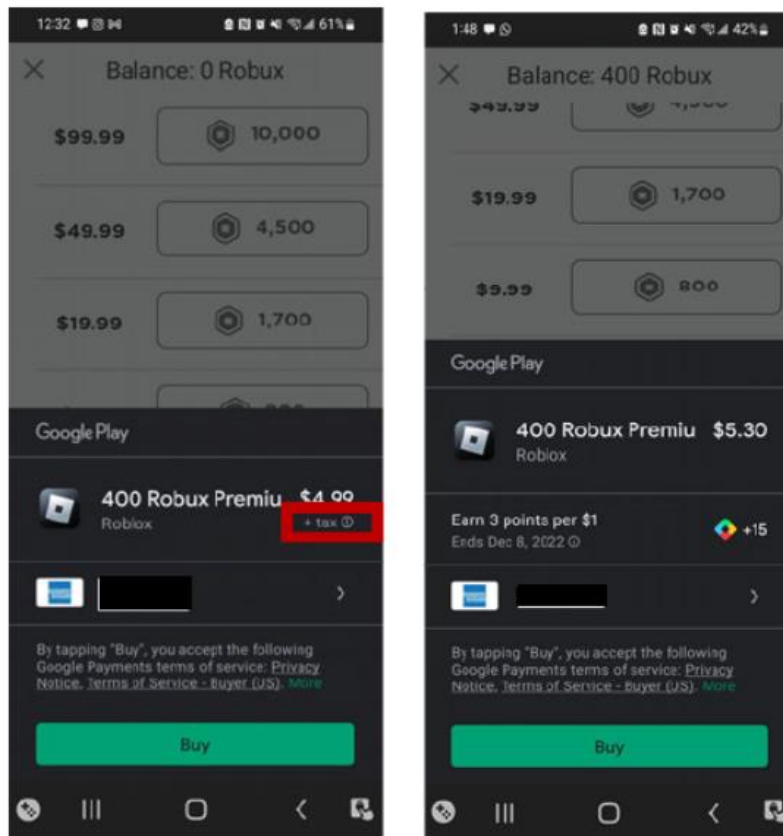 12:32
61%
Balance: 0 Robux
$99.99
10,000
$49.99
4,500
$19.99
1,700
Google Play
400 Robux Premiu $4.99
Roblox
+ tax
By tapping "Buy", you accept the following
Google Payments terms of service: Privacy
Notice, Terms of Service - Buyer (US). More
Buy
1:48
42%
Balance: 400 Robux
$49.99
4,500
$19.99
1,700
$9.99
800
Google Play
400 Robux Premiu $5.30
Roblox
Earn 3 points per $1
+15
Ends Dec 8, 2022
By tapping "Buy", you accept the following
Google Payments terms of service: Privacy
Notice, Terms of Service - Buyer (US). More
Buy